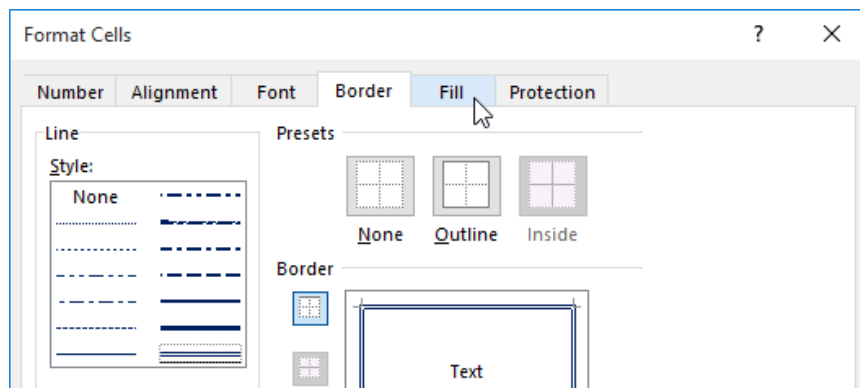 Format Cells ?
Number Alignment Font Border Fill Protection
Line
Style:
None
Presets
None Outline Inside
Border
Text